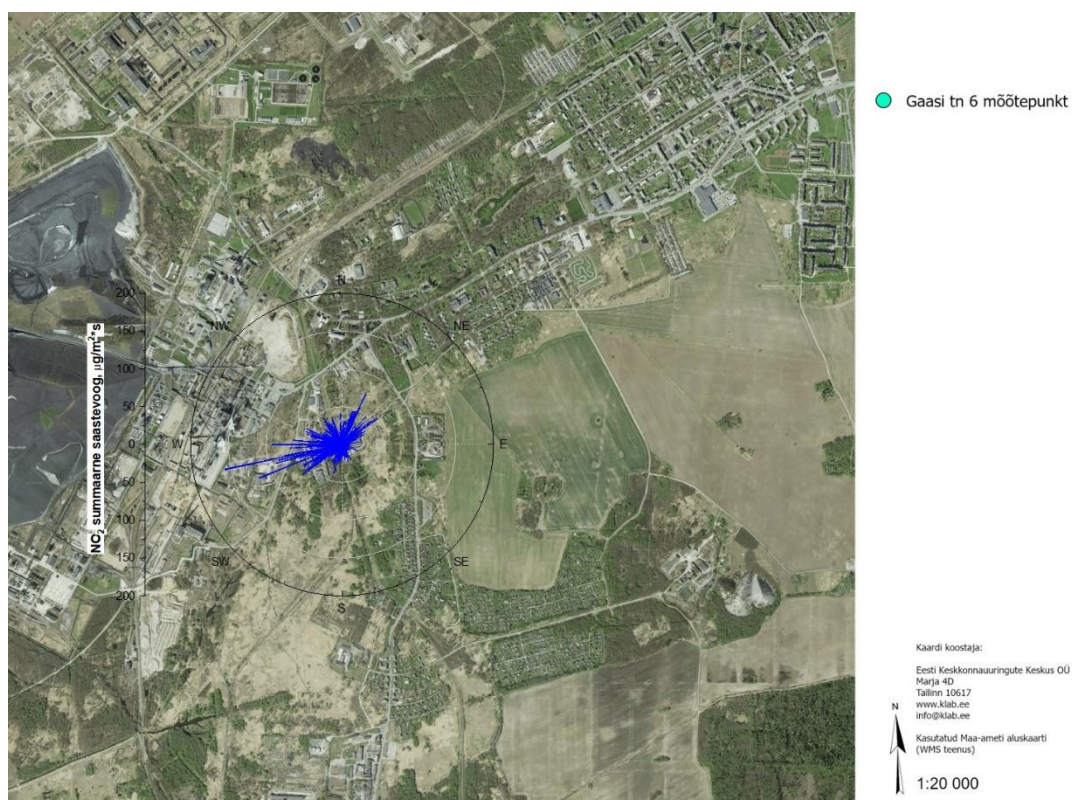 Gaasi tn 6 mõõtepunkt
N
NW
NE
W
E
SW
SE
S
NO₂ summaarne saastevoog, µg/m²*s
200
150
100
50
0
50
100
150
200
Kaardi koostaja:
Eesti Keskkonnauuringute Keskus OÜ
Marja 4D
Tallinn 10617
www.klab.ee
info@klab.ee
Kasutatud Maa-ameti aluskaarti
(WMS teenus)
N
1:20 000